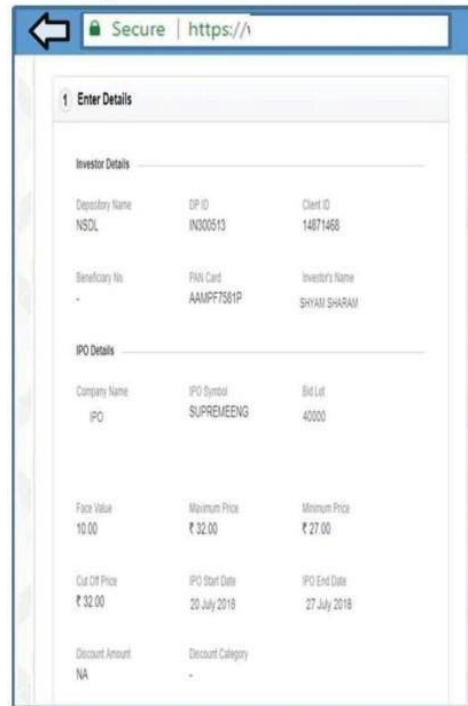 Secure | https://
1 Enter Details
Investor Details
Depository Name DP ID Client ID
NSDL IN300513 14871468
Beneficiary No PAN Card Investor's Name
- AAMPF7581P SHYAM SHARAM
IPO Details
Company Name IPO Symbol Bid Lot
IPO SUPREMEENG 40000
Face Value Maximum Price Minimum Price
10.00 ₹ 32.00 ₹ 27.00
Cut Off Price IPO Start Date IPO End Date
₹ 32.00 20 July 2018 27 July 2018
Discount Amount Discount Category
NA -